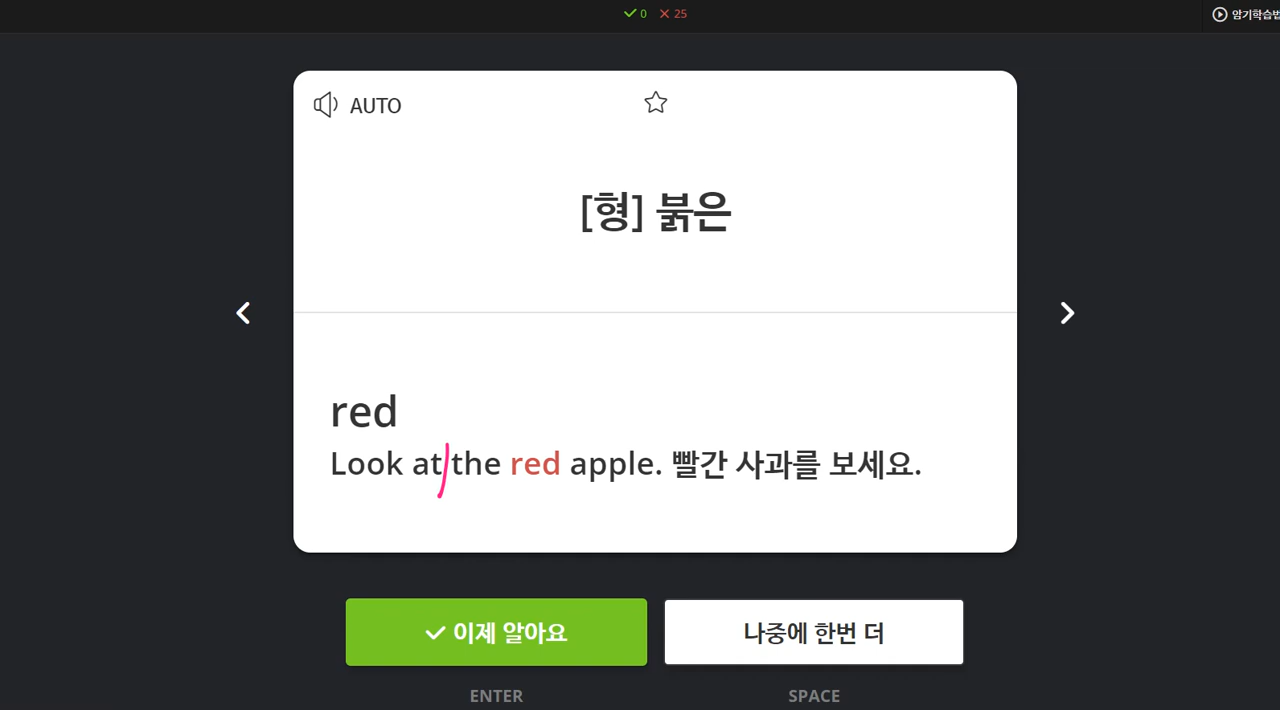 0 25
암기학습법
AUTO
[형] 붉은
red
Look at the red apple. 빨간 사과를 보세요.
이제 알아요
나중에 한번 더
ENTER
SPACE